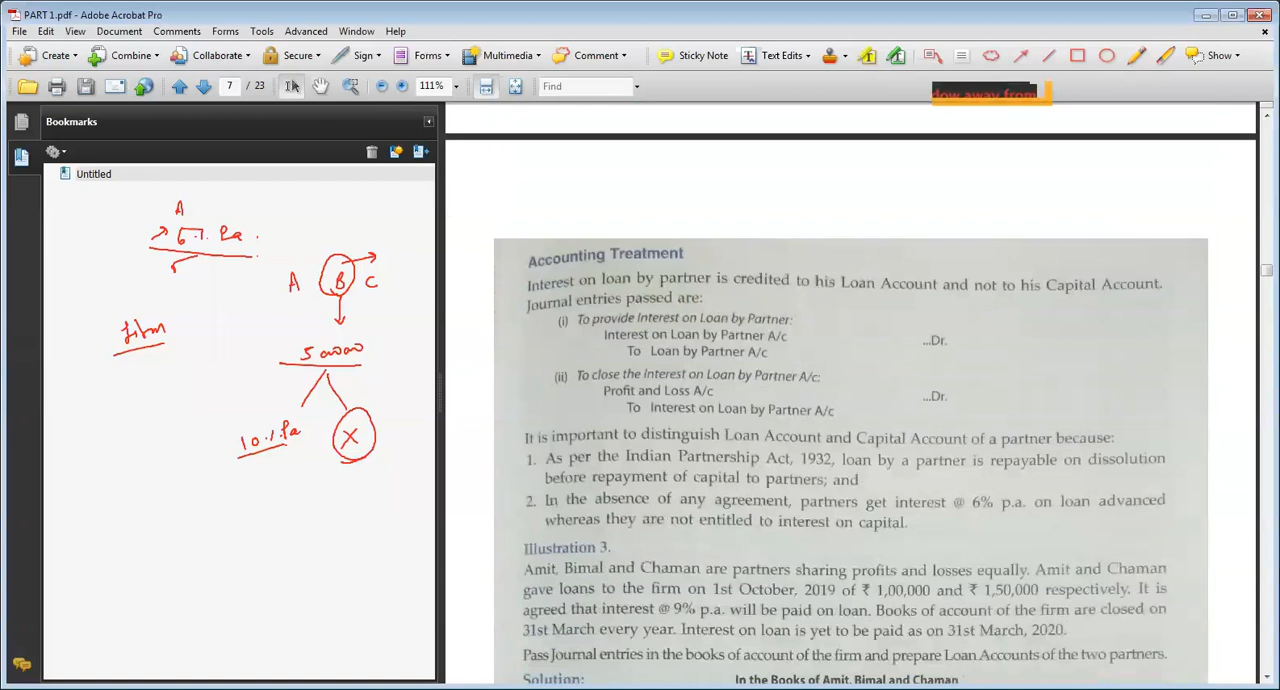 PART 1.pdf - Adobe Acrobat Pro
File Edit View Document Comments Forms Tools Advanced Window Help
Create Combine Collaborate Secure Sign Forms Multimedia Comment Sticky Note Text Edits Show
7 / 23 111% Find
dow away from
Bookmarks
Untitled
A
6% Pa
A B C
firm
50000
10% Pa X
Accounting Treatment
Interest on loan by partner is credited to his Loan Account and not to his Capital Account.
Journal entries passed are:
(i) To provide Interest on Loan by Partner:
Interest on Loan by Partner A/c ...Dr.
To Loan by Partner A/c
(ii) To close the Interest on Loan by Partner A/c:
Profit and Loss A/c ...Dr.
To Interest on Loan by Partner A/c
It is important to distinguish Loan Account and Capital Account of a partner because:
1. As per the Indian Partnership Act, 1932, loan by a partner is repayable on dissolution
before repayment of capital to partners; and
2. In the absence of any agreement, partners get interest @ 6% p.a. on loan advanced
whereas they are not entitled to interest on capital.
Illustration 3.
Amit, Bimal and Chaman are partners sharing profits and losses equally. Amit and Chaman
gave loans to the firm on 1st October, 2019 of ₹ 1,00,000 and ₹ 1,50,000 respectively. It is
agreed that interest @ 9% p.a. will be paid on loan. Books of account of the firm are closed on
31st March every year. Interest on loan is yet to be paid as on 31st March, 2020.
Pass Journal entries in the books of account of the firm and prepare Loan Accounts of the two partners.
Solution: In the Books of Amit, Bimal and Chaman